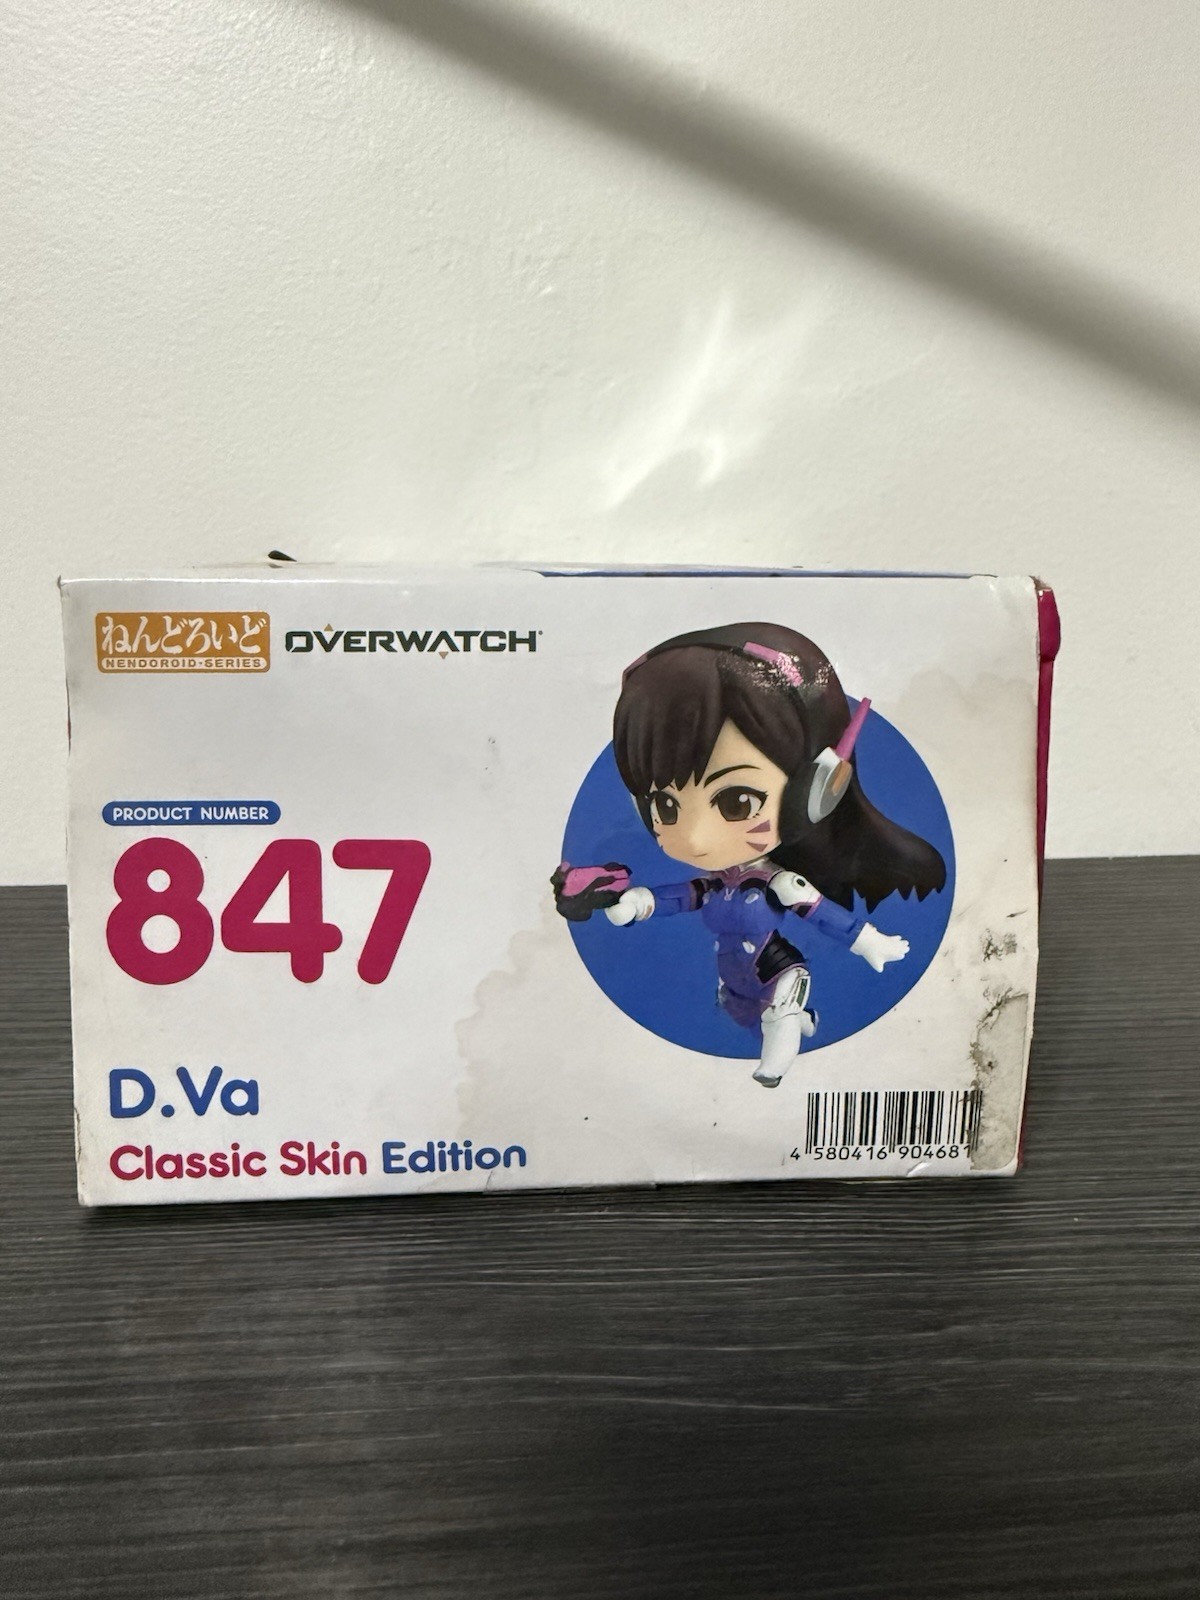 ねんどろいど
NENDOROID-SERIES
OVERWATCH
PRODUCT NUMBER
847
D.Va
Classic Skin Edition
4 580416 904681